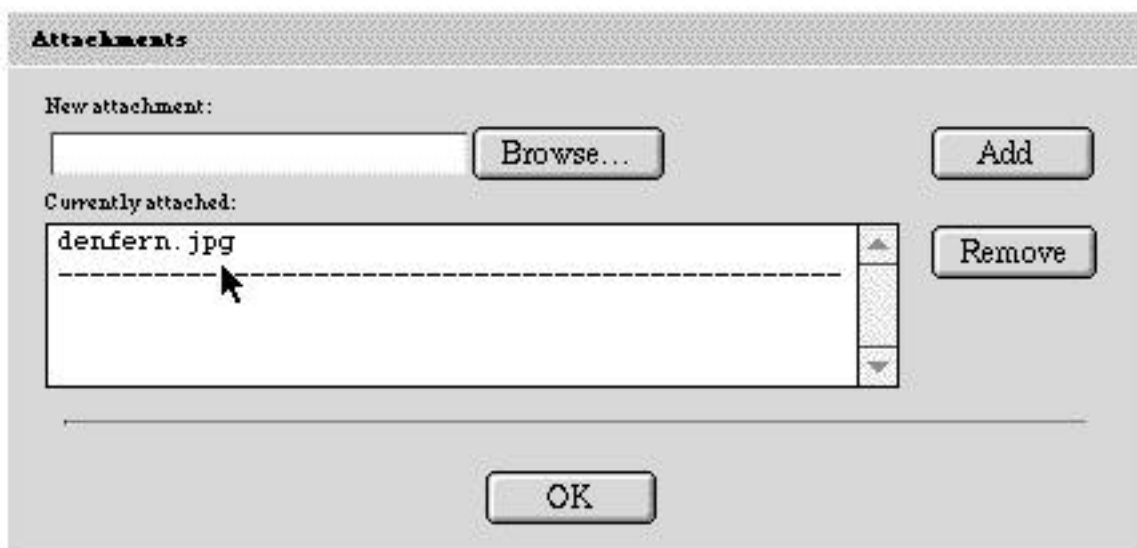 Attachments
New attachment:
Browse... Add
Currently attached:
denfern.jpg
----------------------------------------
Remove
OK